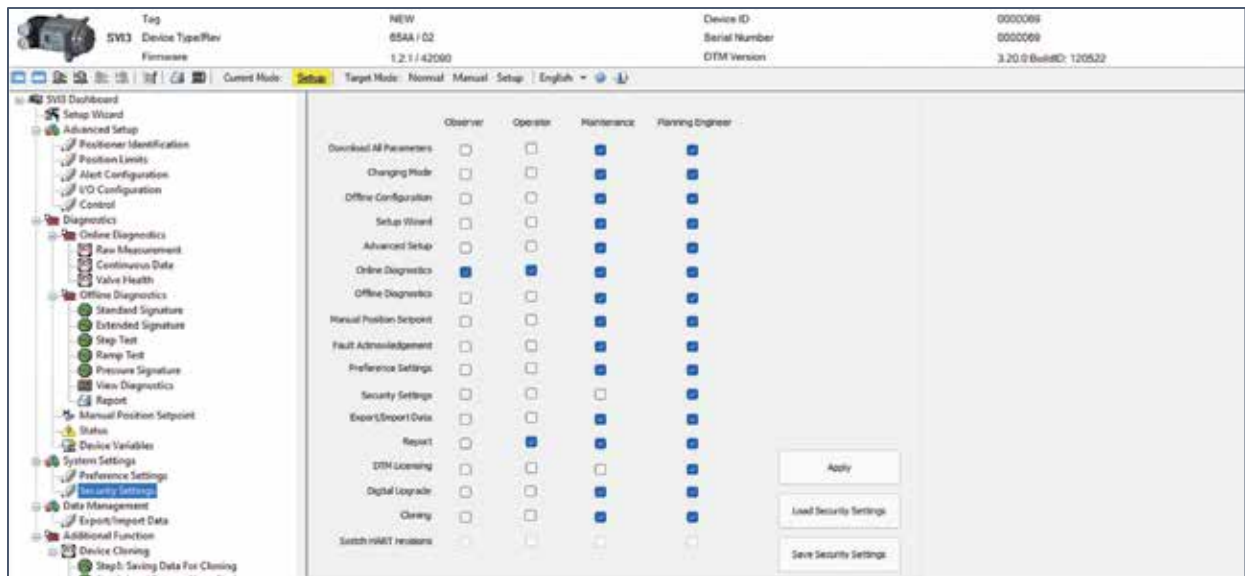 Tag NEW Device ID 0000069
SVI3 Device Type/Rev 65AA / 02 Serial Number 0000069
Firmware 1.2.1 / 42090 DTM Version 3.20.0 BuildID: 120522
Current Mode: Setup Target Mode: Normal Manual Setup English
SVI3 Dashboard
Setup Wizard
Advanced Setup
Positioner Identification
Position Limits
Alert Configuration
I/O Configuration
Control
Diagnostics
Online Diagnostics
Raw Measurement
Continuous Data
Valve Health
Offline Diagnostics
Standard Signature
Extended Signature
Step Test
Ramp Test
Pressure Signature
View Diagnostics
Report
Manual Position Setpoint
Status
Device Variables
System Settings
Preference Settings
Security Settings
Data Management
Export/Import Data
Additional Function
Device Cloning
Step1: Saving Data For Cloning
Observer Operator Maintenance Planning Engineer
Download All Parameters
Changing Mode
Offline Configuration
Setup Wizard
Advanced Setup
Online Diagnostics
Offline Diagnostics
Manual Position Setpoint
Fault Acknowledgement
Preference Settings
Security Settings
Export/Import Data
Report
DTM Licensing
Digital Upgrade
Cloning
Switch HART revisions
Apply
Load Security Settings
Save Security Settings